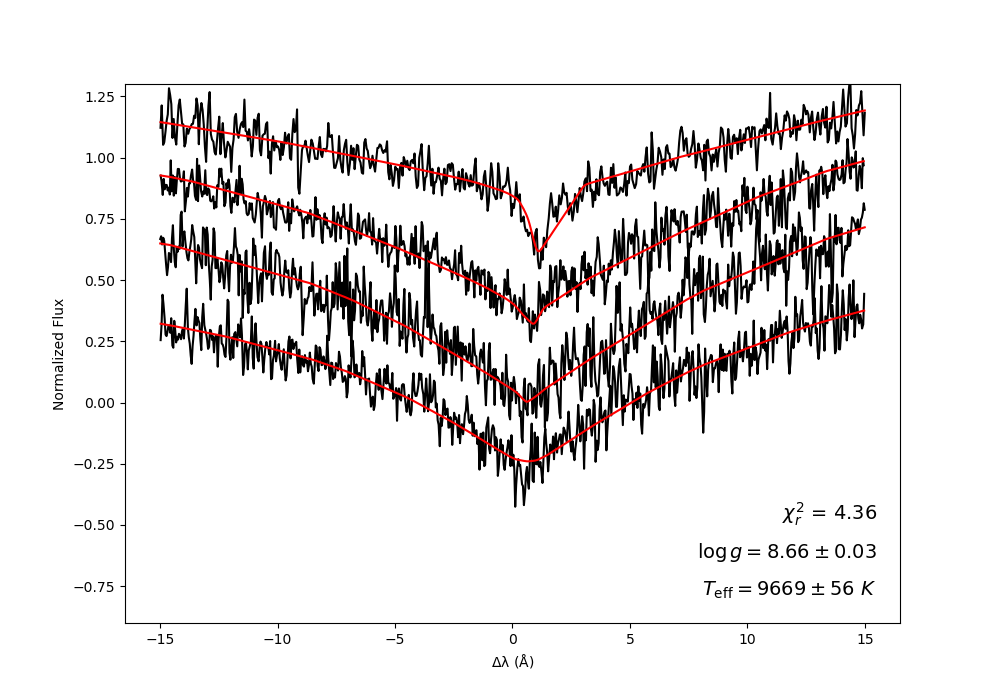 1.25
1.00
0.75
0.50
0.25
0.00
−0.25
−0.50
−0.75
Normalized Flux
χ²ᵣ = 4.36
log g = 8.66 ± 0.03
T_eff = 9669 ± 56 K
−15 −10 −5 0 5 10 15
Δλ (Å)